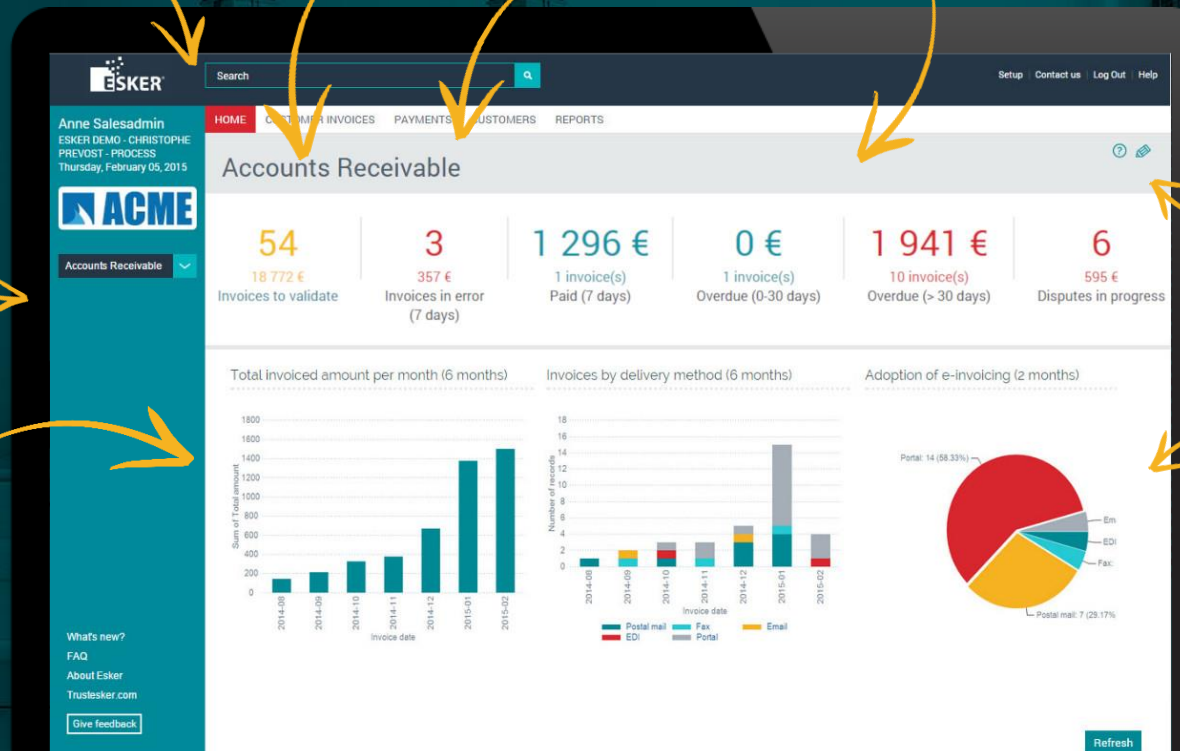 ESKER
Search
Setup | Contact us | Log Out | Help
Anne Salesadmin
ESKER DEMO - CHRISTOPHE
PREVOST - PROCESS
Thursday, February 05, 2015
ACME
Accounts Receivable
What's new?
FAQ
About Esker
Trustesker.com
Give feedback
HOME CUSTOMER INVOICES PAYMENTS CUSTOMERS REPORTS
Accounts Receivable
54
18 772 €
Invoices to validate
3
357 €
Invoices in error
(7 days)
1 296 €
1 invoice(s)
Paid (7 days)
0 €
1 invoice(s)
Overdue (0-30 days)
1 941 €
10 invoice(s)
Overdue (> 30 days)
6
595 €
Disputes in progress
Total invoiced amount per month (6 months)
Sum of Total amount
1800
1600
1400
1200
1000
800
600
400
200
0
2014-08
2014-09
2014-10
2014-11
2014-12
2015-01
2015-02
Invoice date
Invoices by delivery method (6 months)
Number of records
18
16
14
12
10
8
6
4
2
0
2014-08
2014-09
2014-10
2014-11
2014-12
2015-01
2015-02
Invoice date
Postal mail Fax Email
EDI Portal
Adoption of e-invoicing (2 months)
Portal: 14 (58.33%)
Em
EDI
Fax:
Postal mail: 7 (29.17%
Refresh